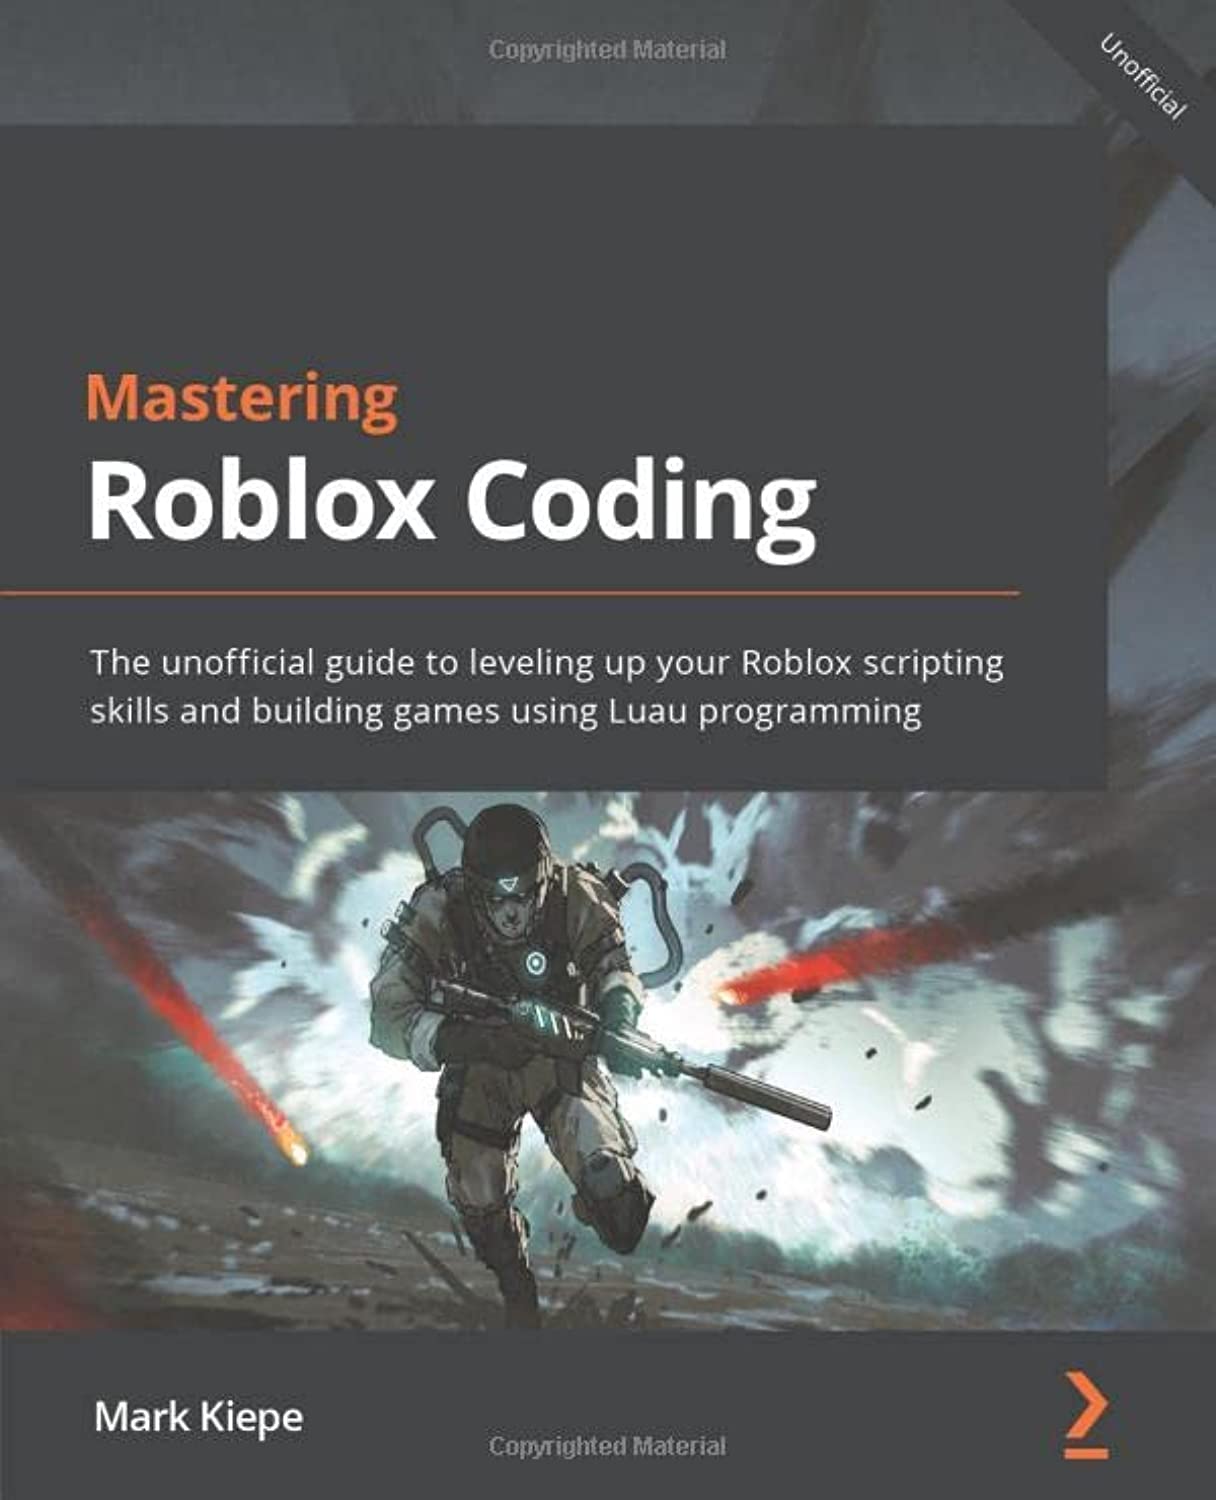 Copyrighted Material
Unofficial
Mastering
Roblox Coding
The unofficial guide to leveling up your Roblox scripting
skills and building games using Luau programming
Mark Kiepe
Copyrighted Material